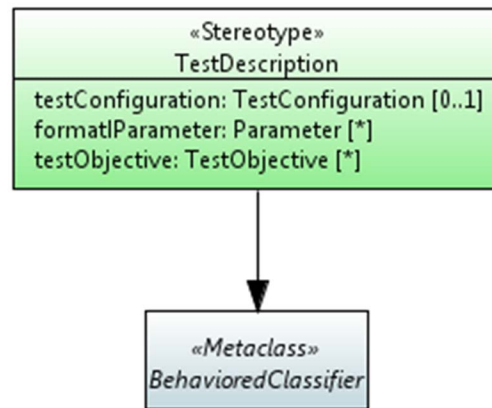 «Stereotype»
TestDescription
testConfiguration: TestConfiguration [0..1]
formatlParameter: Parameter [*]
testObjective: TestObjective [*]
«Metaclass»
BehavioredClassifier